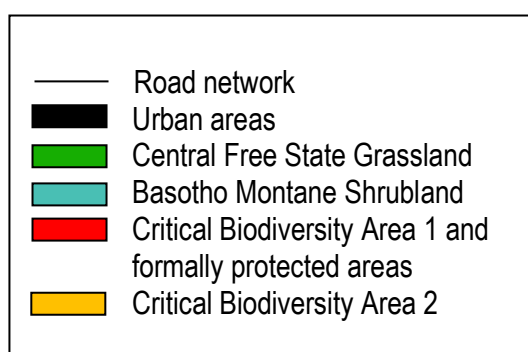 Road network
Urban areas
Central Free State Grassland
Basotho Montane Shrubland
Critical Biodiversity Area 1 and
formally protected areas
Critical Biodiversity Area 2